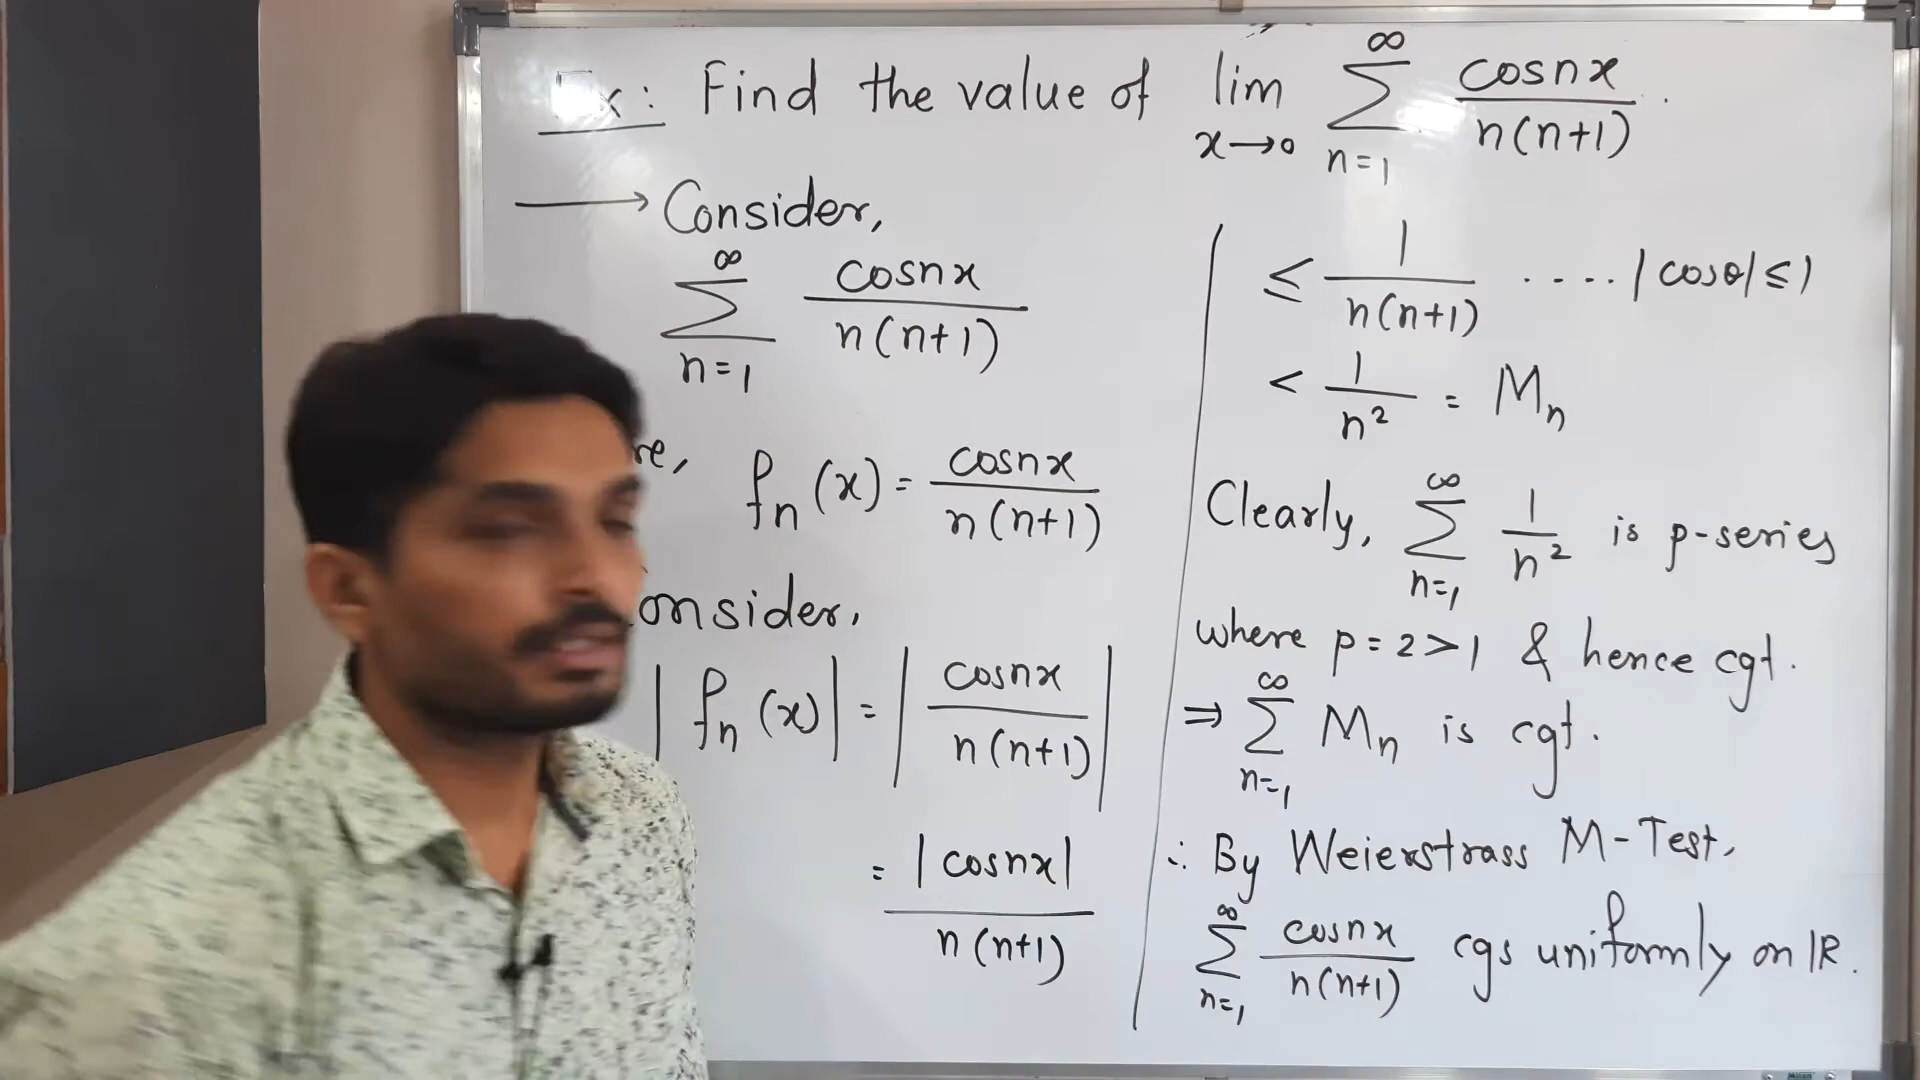 Ex: Find the value of lim x→0 ∞ Σ n=1 cosnx / n(n+1) .
→ Consider,
∞ Σ n=1 cosnx / n(n+1)
fn(x) = cosnx / n(n+1)
|fn(x)| = |cosnx / n(n+1)|
= |cosnx| / n(n+1)
≤ 1 / n(n+1) .... |cosθ| ≤ 1
< 1 / n² = Mn
Clearly, ∞ Σ n=1 1 / n² is p-series
where p = 2 > 1 & hence cgt.
⇒ ∞ Σ n=1 Mn is cgt.
∴ By Weierstrass M-Test,
∞ Σ n=1 cosnx / n(n+1) cgs uniformly on IR.